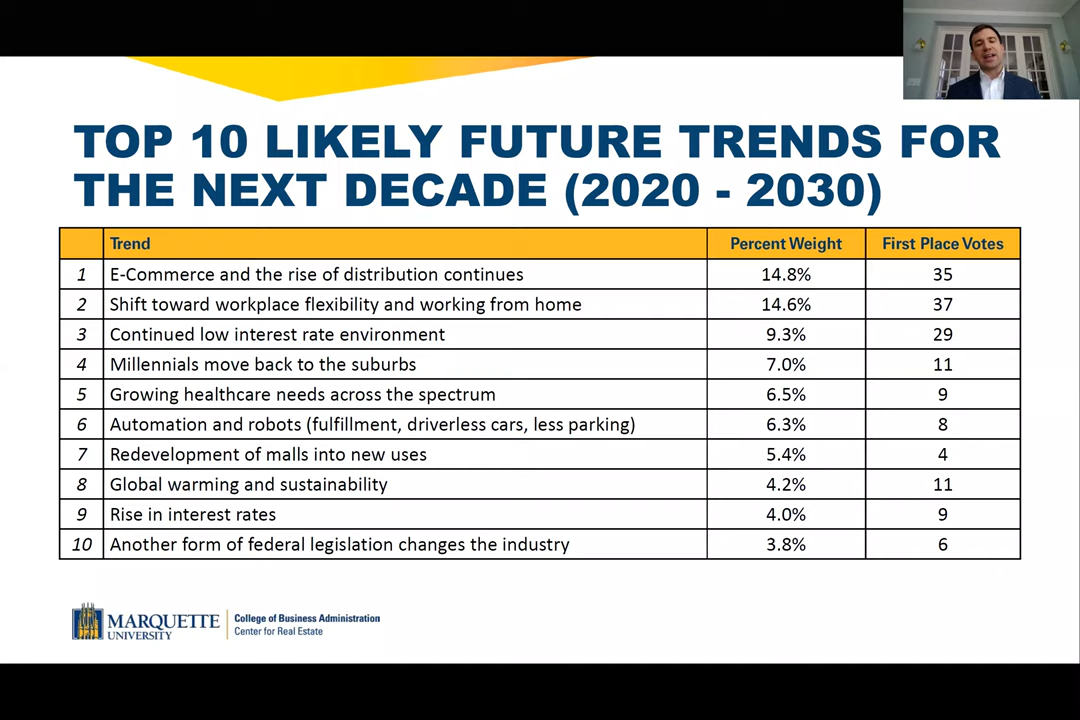 TOP 10 LIKELY FUTURE TRENDS FOR
THE NEXT DECADE (2020 - 2030)
Trend Percent Weight First Place Votes
1 E-Commerce and the rise of distribution continues 14.8% 35
2 Shift toward workplace flexibility and working from home 14.6% 37
3 Continued low interest rate environment 9.3% 29
4 Millennials move back to the suburbs 7.0% 11
5 Growing healthcare needs across the spectrum 6.5% 9
6 Automation and robots (fulfillment, driverless cars, less parking) 6.3% 8
7 Redevelopment of malls into new uses 5.4% 4
8 Global warming and sustainability 4.2% 11
9 Rise in interest rates 4.0% 9
10 Another form of federal legislation changes the industry 3.8% 6
MARQUETTE
UNIVERSITY
College of Business Administration
Center for Real Estate